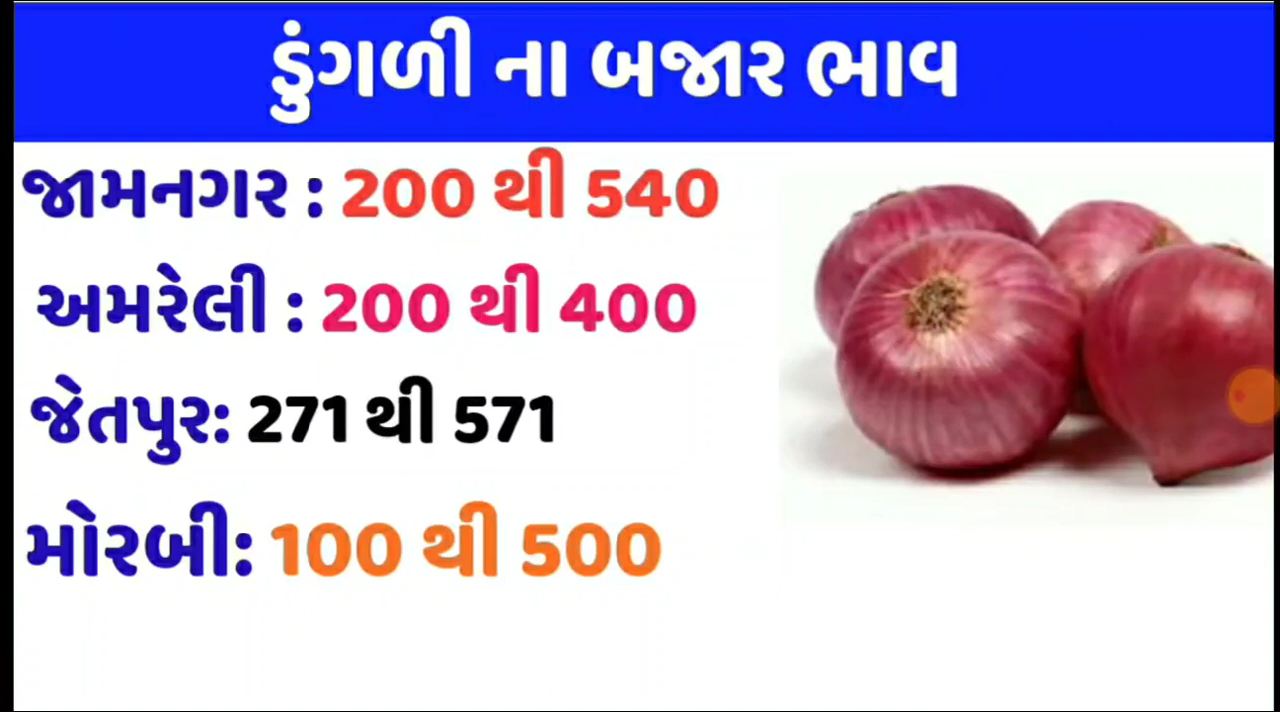 ડુંગળી ના બજાર ભાવ
જામનગર : 200 થી 540
અમરેલી : 200 થી 400
જેતપુર: 271 થી 571
મોરબી: 100 થી 500